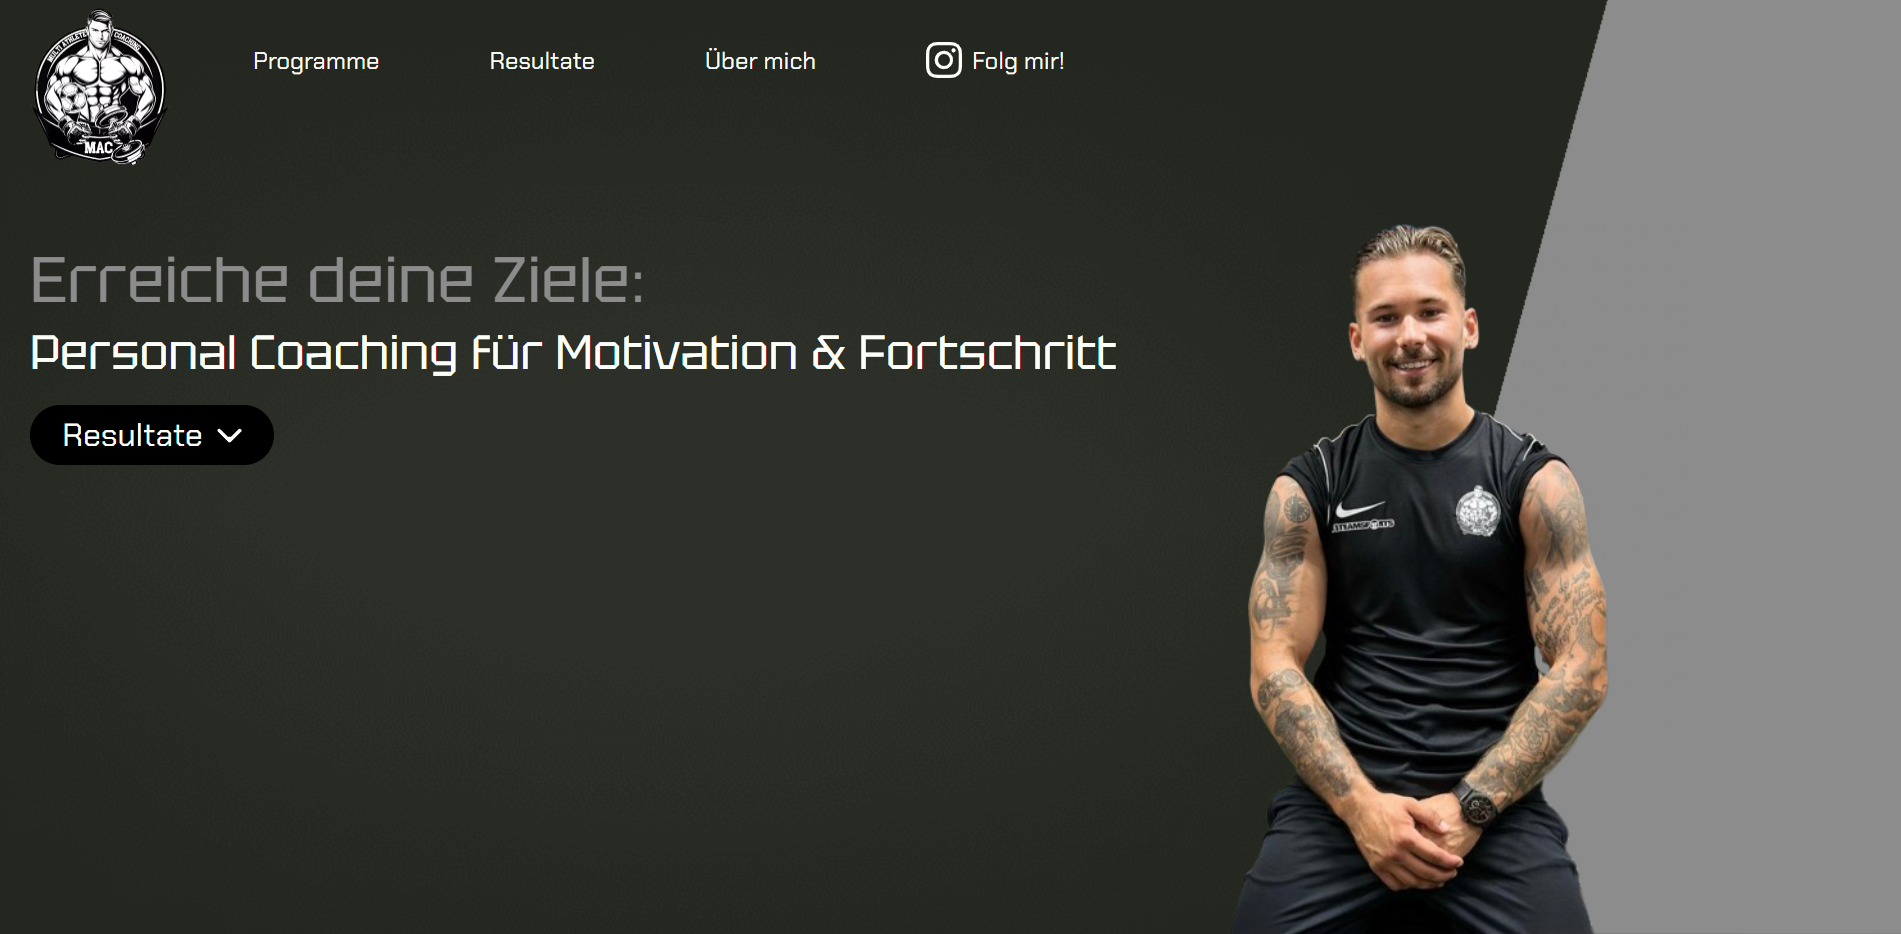 MULTI ATHLETE COACHING
MAC
Programme
Resultate
Über mich
Folg mir!
Erreiche deine Ziele:
Personal Coaching für Motivation & Fortschritt
Resultate